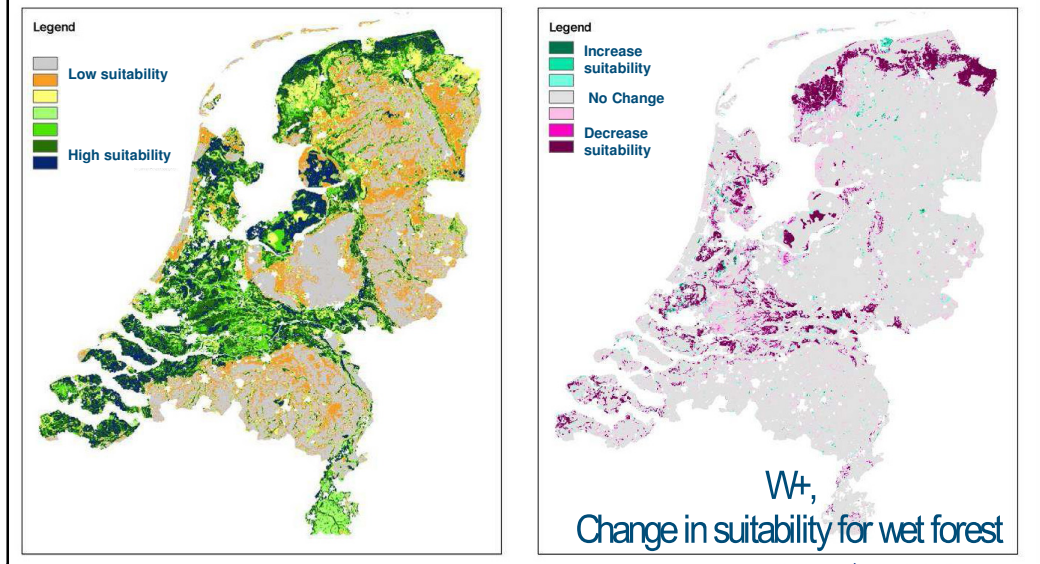 Legend
Low suitability
High suitability
Legend
Increase
suitability
No Change
Decrease
suitability
W+,
Change in suitability for wet forest